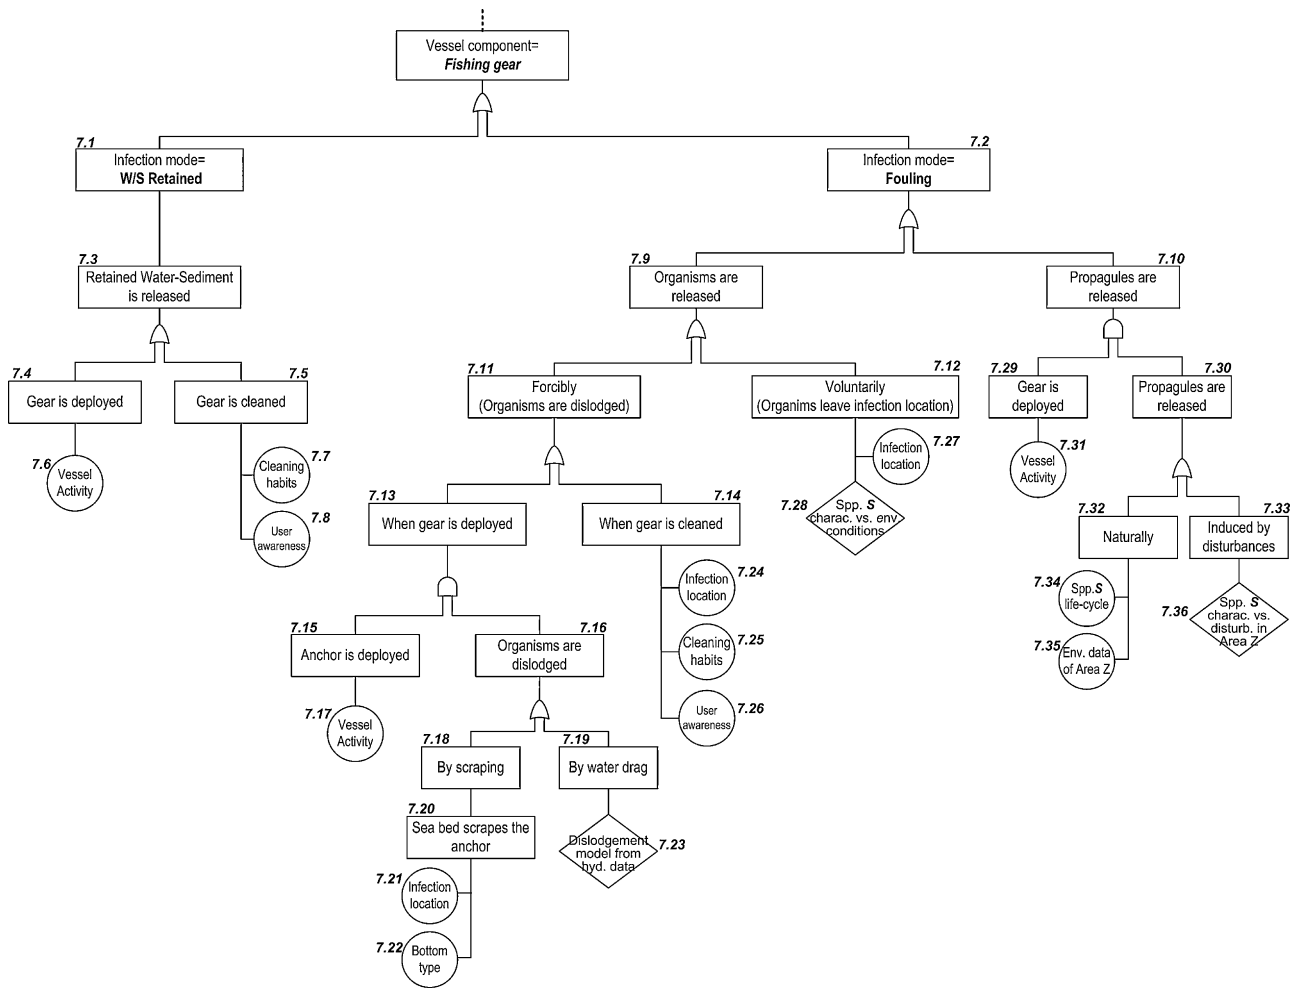 Vessel component=
Fishing gear
7.1
Infection mode=
W/S Retained
7.2
Infection mode=
Fouling
7.3
Retained Water-Sediment
is released
7.9
Organisms are
released
7.10
Propagules are
released
7.4
Gear is deployed
7.5
Gear is cleaned
7.11
Forcibly
(Organisms are dislodged)
7.12
Voluntarily
(Organims leave infection location)
7.29
Gear is
deployed
7.30
Propagules are
released
7.6
Vessel
Activity
7.7
Cleaning
habits
7.8
User
awareness
7.27
Infection
location
7.28
Spp. S
charac. vs. env.
conditions
7.31
Vessel
Activity
7.13
When gear is deployed
7.14
When gear is cleaned
7.32
Naturally
7.33
Induced by
disturbances
7.24
Infection
location
7.25
Cleaning
habits
7.26
User
awareness
7.34
Spp.S
life-cycle
7.35
Env. data
of Area Z
7.36
Spp. S
charac. vs.
disturb. in
Area Z
7.15
Anchor is deployed
7.16
Organisms are
dislodged
7.17
Vessel
Activity
7.18
By scraping
7.19
By water drag
7.20
Sea bed scrapes the
anchor
7.23
Dislodgement
model from
hyd. data
7.21
Infection
location
7.22
Bottom
type